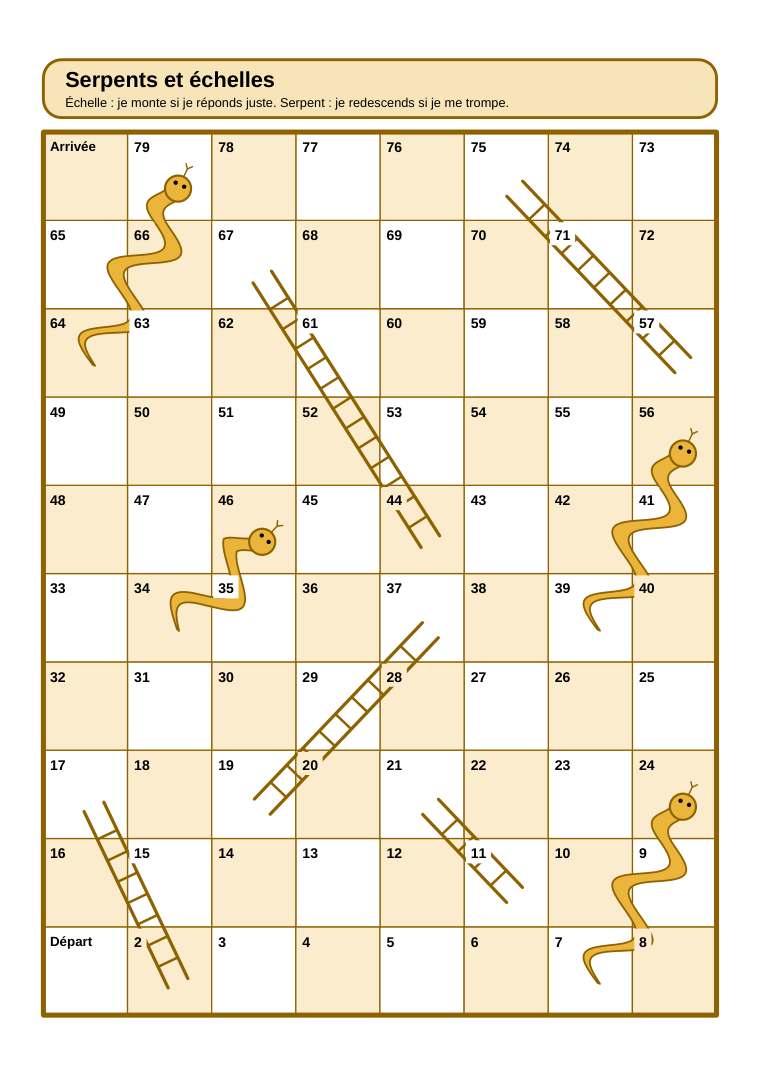 Serpents et échelles
Échelle : je monte si je réponds juste. Serpent : je redescends si je me trompe.
Arrivée 79 78 77 76 75 74 73
65 66 67 68 69 70 71 72
64 63 62 61 60 59 58 57
49 50 51 52 53 54 55 56
48 47 46 45 44 43 42 41
33 34 35 36 37 38 39 40
32 31 30 29 28 27 26 25
17 18 19 20 21 22 23 24
16 15 14 13 12 11 10 9
Départ 2 3 4 5 6 7 8